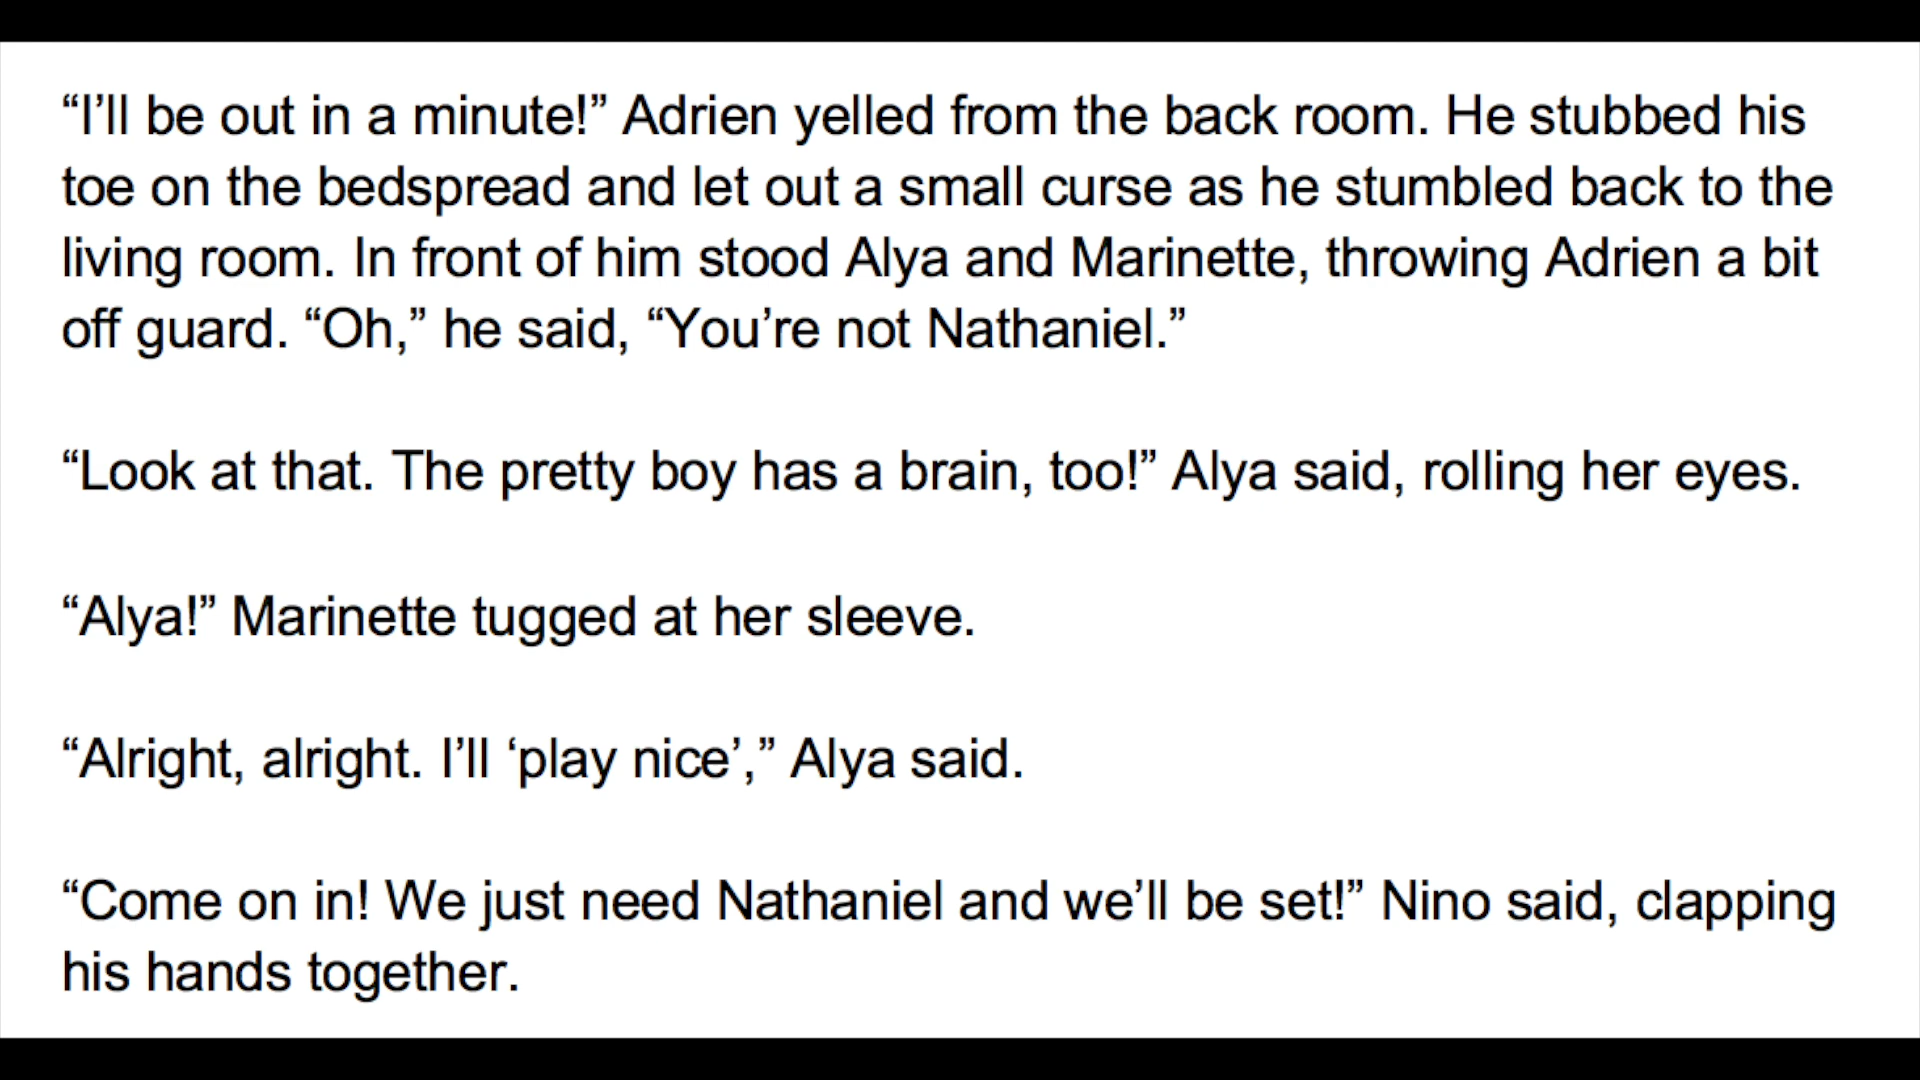 “I’ll be out in a minute!” Adrien yelled from the back room. He stubbed his
toe on the bedspread and let out a small curse as he stumbled back to the
living room. In front of him stood Alya and Marinette, throwing Adrien a bit
off guard. “Oh,” he said, “You’re not Nathaniel.”
“Look at that. The pretty boy has a brain, too!” Alya said, rolling her eyes.
“Alya!” Marinette tugged at her sleeve.
“Alright, alright. I’ll ‘play nice’,” Alya said.
“Come on in! We just need Nathaniel and we’ll be set!” Nino said, clapping
his hands together.